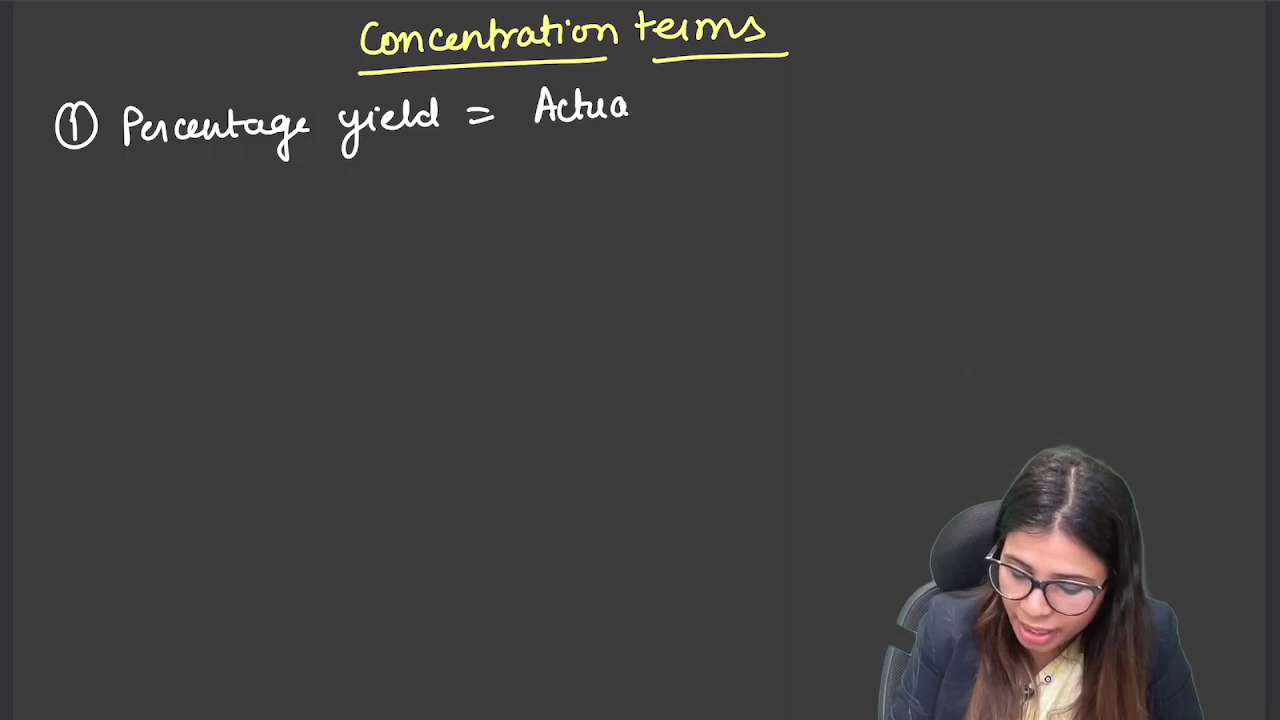 Concentration terms
① Percentage yield = Actua